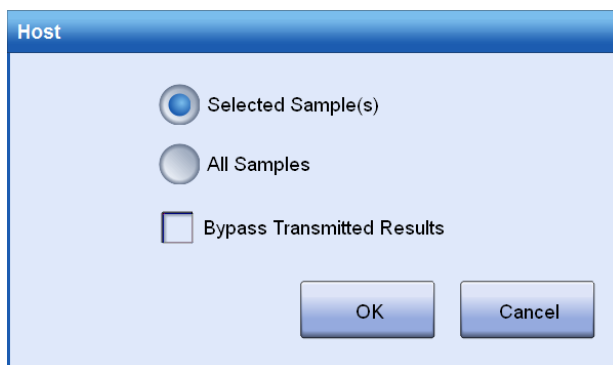 Host
Selected Sample(s)
All Samples
Bypass Transmitted Results
OK
Cancel